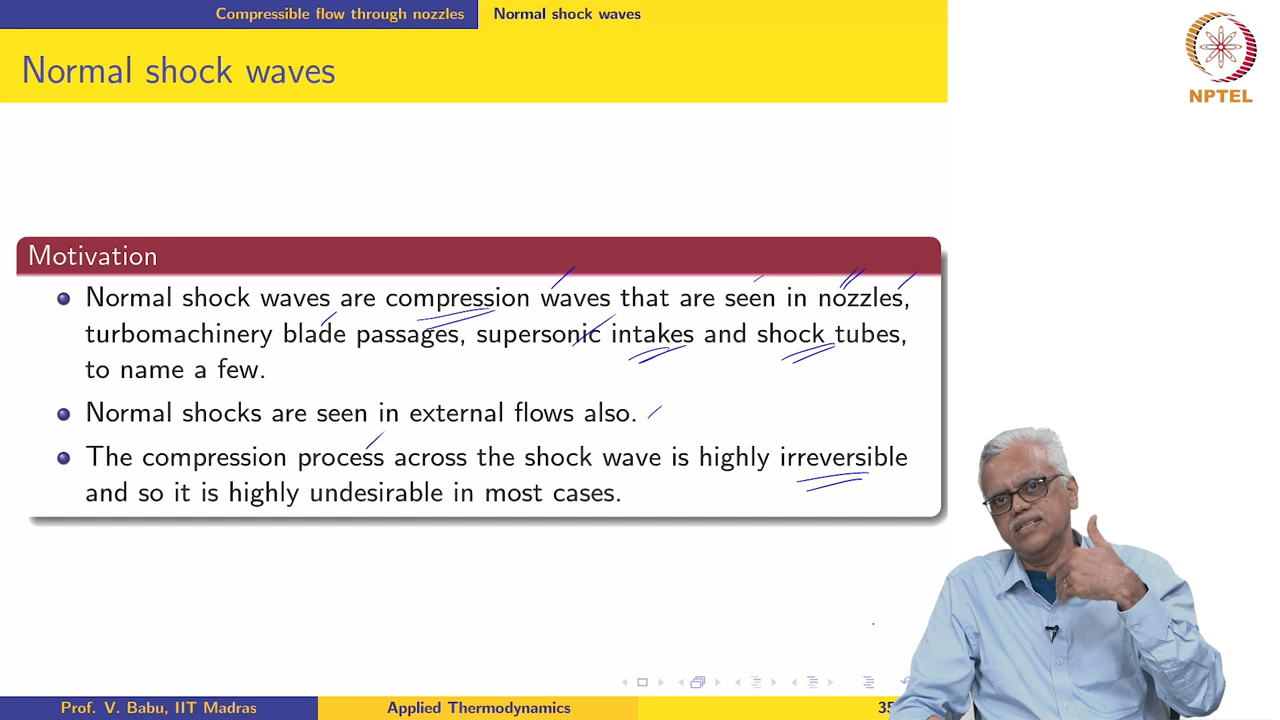 Compressible flow through nozzles Normal shock waves
Normal shock waves
NPTEL
Motivation
Normal shock waves are compression waves that are seen in nozzles,
turbomachinery blade passages, supersonic intakes and shock tubes,
to name a few.
Normal shocks are seen in external flows also.
The compression process across the shock wave is highly irreversible
and so it is highly undesirable in most cases.
Prof. V. Babu, IIT Madras Applied Thermodynamics